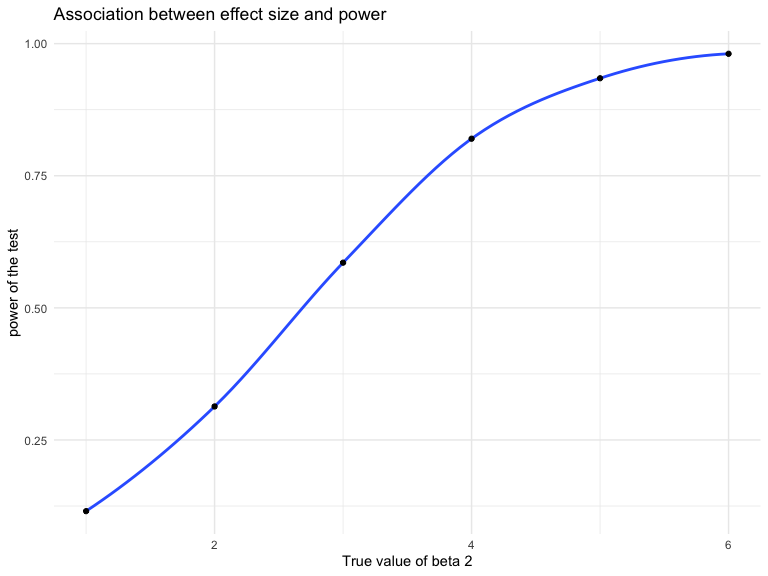 Association between effect size and power
1.00
0.75
0.50
0.25
power of the test
2 4 6
True value of beta 2